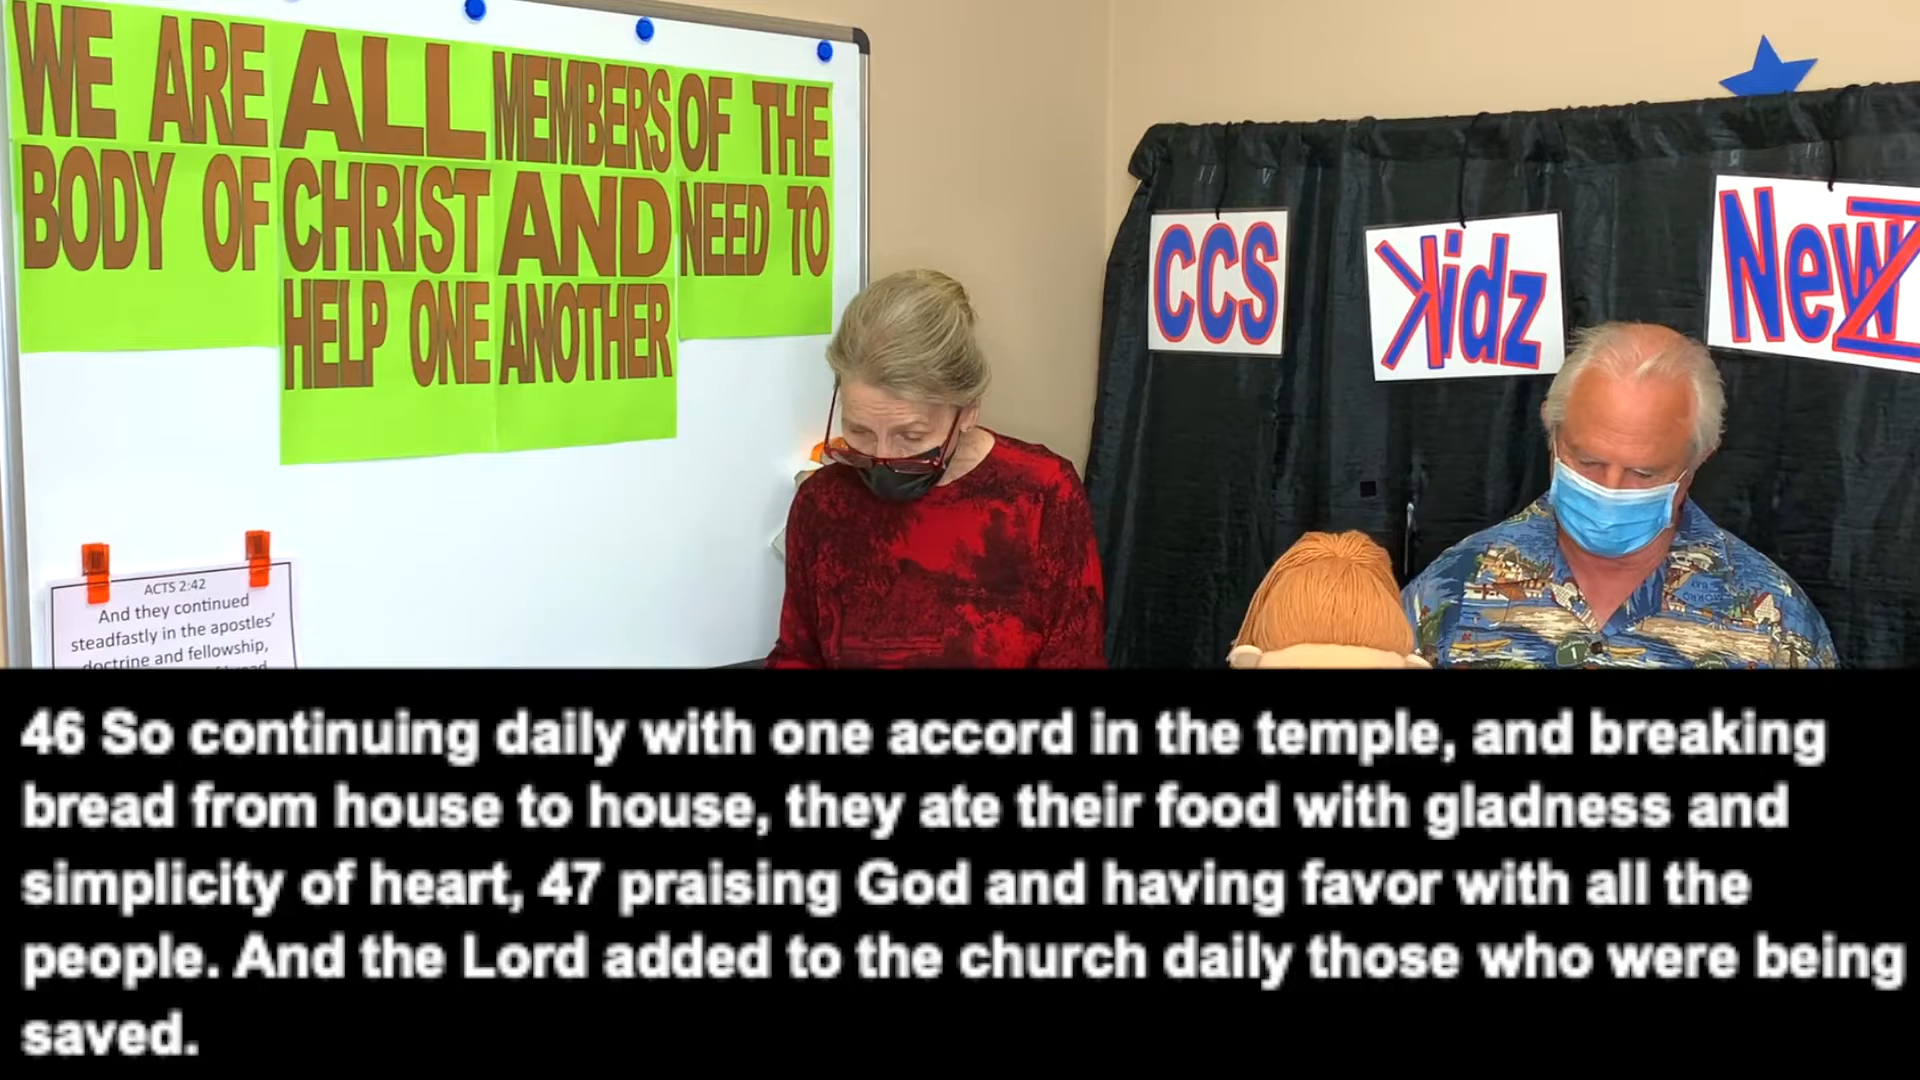 WE ARE ALL MEMBERS OF THE
BODY OF CHRIST AND NEED TO
HELP ONE ANOTHER
CCS
Kidz
NewZ
ACTS 2:42
And they continued
steadfastly in the apostles'
doctrine and fellowship,
46 So continuing daily with one accord in the temple, and breaking
bread from house to house, they ate their food with gladness and
simplicity of heart, 47 praising God and having favor with all the
people. And the Lord added to the church daily those who were being
saved.